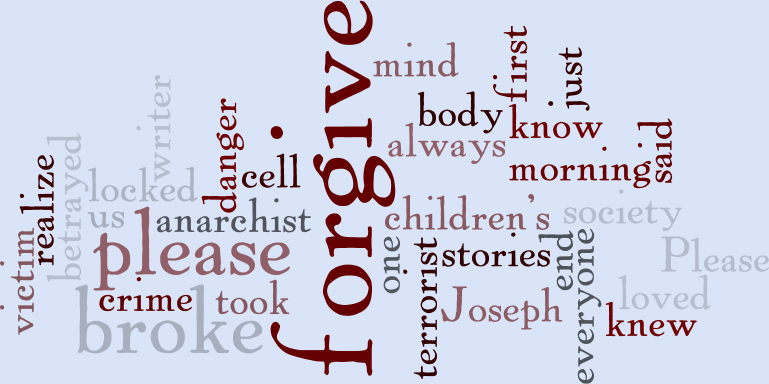 forgive
mind
first
just
body
know
said
always
morning
writer
danger
cell
realize
betrayed
locked
us
anarchist
children's
society
please
one
terrorist
stories
end
everyone
Please
victim
crime
took
Joseph
loved
broke
knew